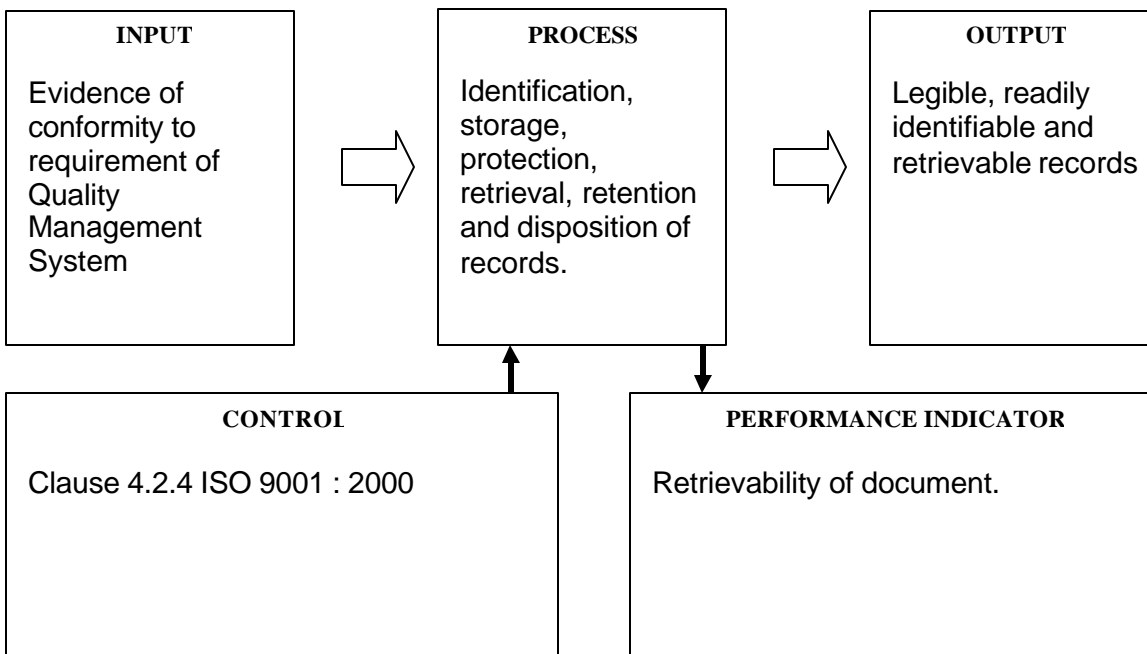 INPUT
Evidence of
conformity to
requirement of
Quality
Management
System
PROCESS
Identification,
storage,
protection,
retrieval, retention
and disposition of
records.
OUTPUT
Legible, readily
identifiable and
retrievable records
CONTROL
Clause 4.2.4 ISO 9001 : 2000
PERFORMANCE INDICATOR
Retrievability of document.